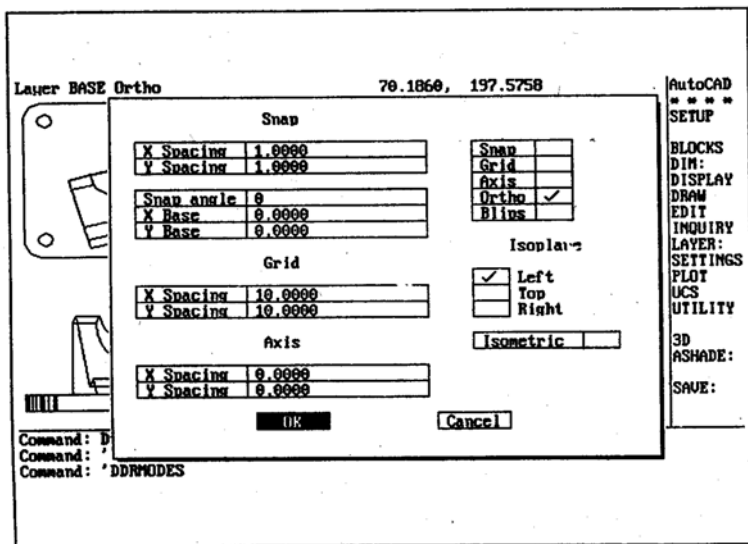 Layer BASE Ortho 70.1860, 197.5758
AutoCAD
* * * *
SETUP
BLOCKS
DIM:
DISPLAY
DRAW
EDIT
INQUIRY
LAYER:
SETTINGS
PLOT
UCS
UTILITY
3D
ASHADE:
SAVE:
Snap
X Spacing 1.0000
Y Spacing 1.0000
Snap angle 0
X Base 0.0000
Y Base 0.0000
Grid
X Spacing 10.0000
Y Spacing 10.0000
Axis
X Spacing 0.0000
Y Spacing 0.0000
Snap
Grid
Axis
Ortho ✓
Blips
Isoplane
✓ Left
Top
Right
Isometric
OK
Cancel
Command: D
Command: '
Command: 'DDRMODES